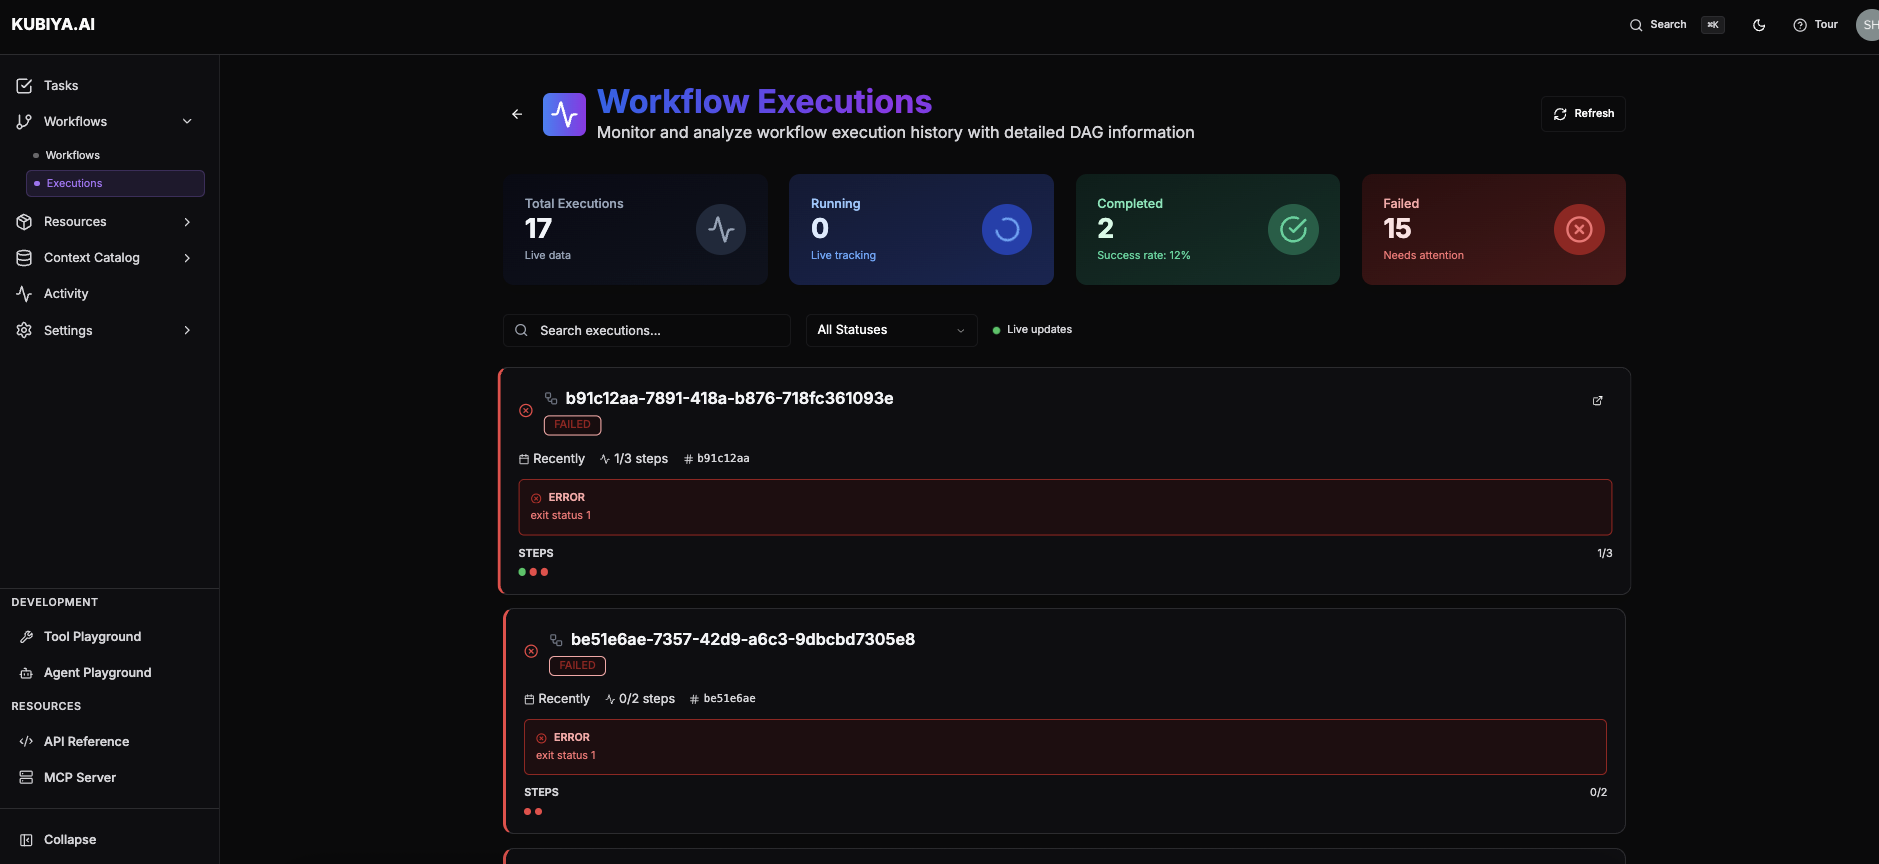 KUBIYA.AI
Search
⌘K
Tour
SH
Tasks
Workflows
Workflows
Executions
Resources
Context Catalog
Activity
Settings
DEVELOPMENT
Tool Playground
Agent Playground
RESOURCES
API Reference
MCP Server
Collapse
Workflow Executions
Monitor and analyze workflow execution history with detailed DAG information
Refresh
Total Executions
17
Live data
Running
0
Live tracking
Completed
2
Success rate: 12%
Failed
15
Needs attention
Search executions...
All Statuses
Live updates
b91c12aa-7891-418a-b876-718fc361093e
FAILED
Recently 1/3 steps # b91c12aa
ERROR
exit status 1
STEPS 1/3
be51e6ae-7357-42d9-a6c3-9dbcbd7305e8
FAILED
Recently 0/2 steps # be51e6ae
ERROR
exit status 1
STEPS 0/2